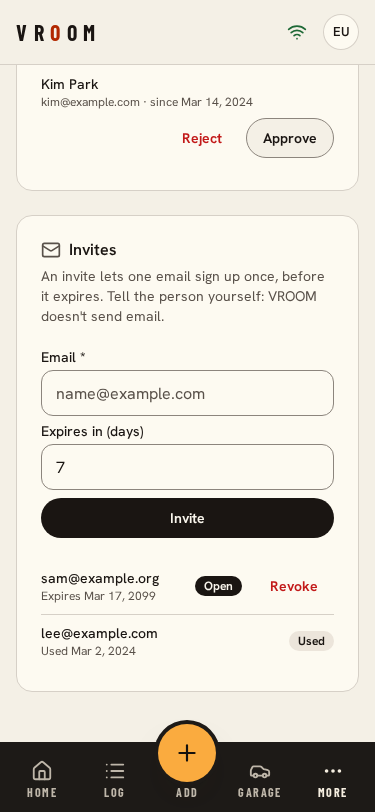 VROOM
EU
Kim Park
kim@example.com · since Mar 14, 2024
Reject
Approve
Invites
An invite lets one email sign up once, before
it expires. Tell the person yourself: VROOM
doesn't send email.
Email *
name@example.com
Expires in (days)
7
Invite
sam@example.org
Expires Mar 17, 2099
Open
Revoke
lee@example.com
Used Mar 2, 2024
Used
HOME
LOG
ADD
GARAGE
MORE